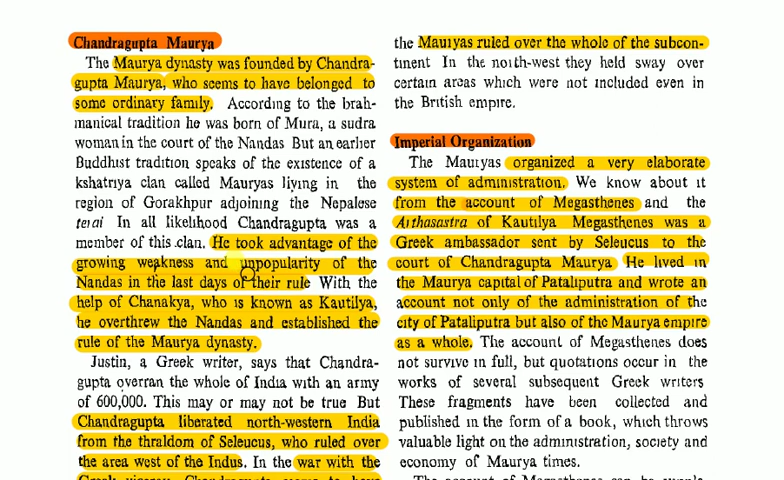 Chandragupta Maurya
The Maurya dynasty was founded by Chandra-
gupta Maurya, who seems to have belonged to
some ordinary family. According to the brah-
manical tradition he was born of Mura, a sudra
woman in the court of the Nandas But an earlier
Buddhist tradition speaks of the existence of a
kshatriya clan called Mauryas living in the
region of Gorakhpur adjoining the Nepalese
terai In all likelihood Chandragupta was a
member of this clan. He took advantage of the
growing weakness and unpopularity of the
Nandas in the last days of their rule With the
help of Chanakya, who is known as Kautilya,
he overthrew the Nandas and established the
rule of the Maurya dynasty.
Justin, a Greek writer, says that Chandra-
gupta overran the whole of India with an army
of 600,000. This may or may not be true But
Chandragupta liberated north-western India
from the thraldom of Seleucus, who ruled over
the area west of the Indus. In the war with the
the Mauryas ruled over the whole of the subcon-
tinent In the north-west they held sway over
certain areas which were not included even in
the British empire.
Imperial Organization
The Mauryas organized a very elaborate
system of administration. We know about it
from the account of Megasthenes and the
Arthasastra of Kautilya Megasthenes was a
Greek ambassador sent by Seleucus to the
court of Chandragupta Maurya He lived in
the Maurya capital of Pataliputra and wrote an
account not only of the administration of the
city of Pataliputra but also of the Maurya empire
as a whole. The account of Megasthenes does
not survive in full, but quotations occur in the
works of several subsequent Greek writers
These fragments have been collected and
published in the form of a book, which throws
valuable light on the administration, society and
economy of Maurya times.